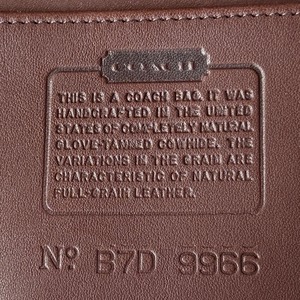 COACH
THIS IS A COACH BAG. IT WAS
HANDCRAFTED IN THE UNITED
STATES OF COMPLETELY NATURAL
GLOVE-TANNED COWHIDE. THE
VARIATIONS IN THE GRAIN ARE
CHARACTERISTIC OF NATURAL
FULL-GRAIN LEATHER.
Nº B7D 9966